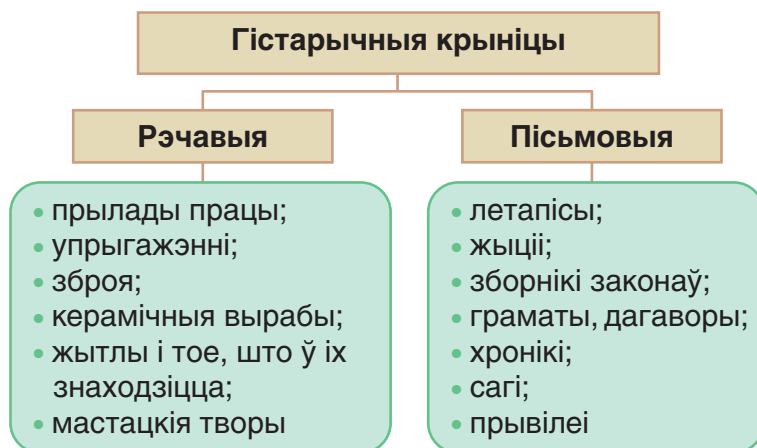 Гістарычныя крыніцы
Рэчавыя
• прылады працы;
• упрыгажэнні;
• зброя;
• керамічныя вырабы;
• жытлы і тое, што ў іх
знаходзіцца;
• мастацкія творы
Пісьмовыя
• летапісы;
• жыціі;
• зборнікі законаў;
• граматы, дагаворы;
• хронікі;
• сагі;
• прывілеі